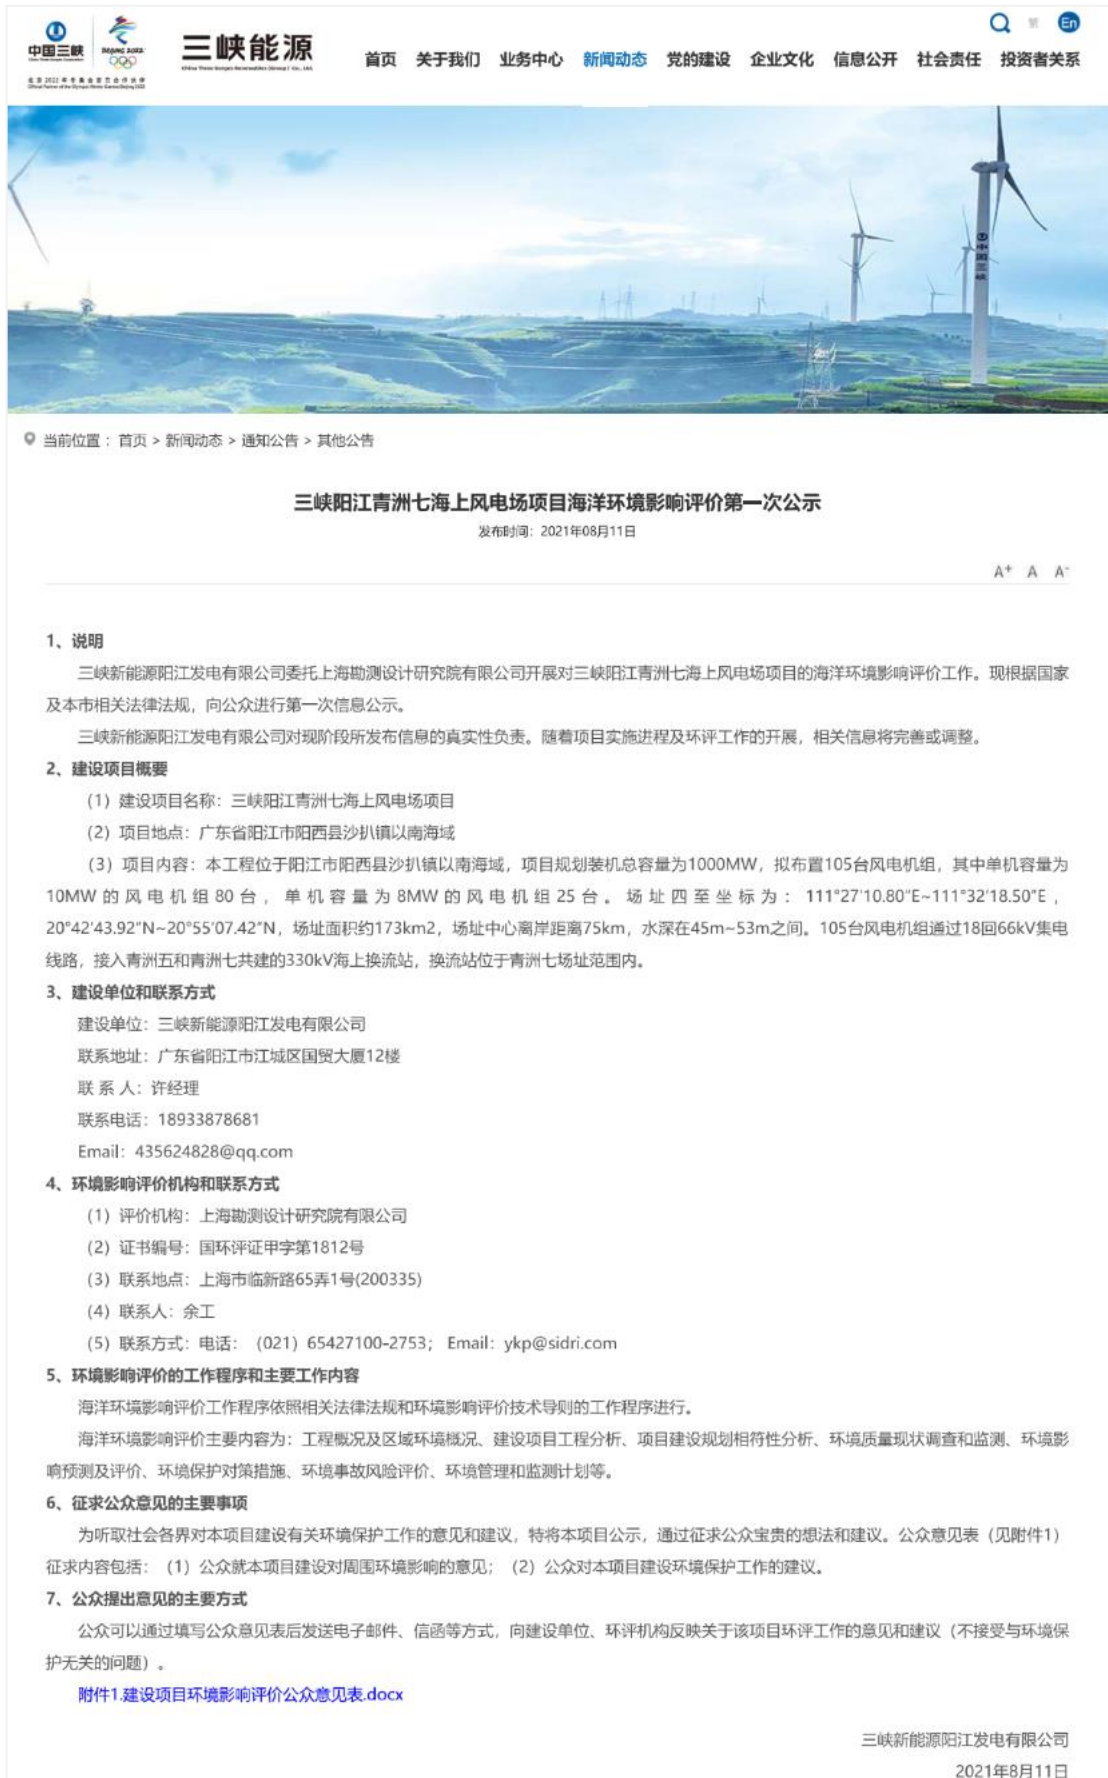 中国三峡
China Three Gorges Corporation
BEIJING 2022
北京2022年冬奥会官方合作伙伴
Official Partner of the Olympic Winter Games Beijing 2022
三峡能源
China Three Gorges Renewables (Group) Co., Ltd.
繁 En
首页 关于我们 业务中心 新闻动态 党的建设 企业文化 信息公开 社会责任 投资者关系
中国三峡
当前位置：首页 > 新闻动态 > 通知公告 > 其他公告
三峡阳江青洲七海上风电场项目海洋环境影响评价第一次公示
发布时间：2021年08月11日
A+ A A-
1、说明
三峡新能源阳江发电有限公司委托上海勘测设计研究院有限公司开展对三峡阳江青洲七海上风电场项目的海洋环境影响评价工作。现根据国家
及本市相关法律法规，向公众进行第一次信息公示。
三峡新能源阳江发电有限公司对现阶段所发布信息的真实性负责。随着项目实施进程及环评工作的开展，相关信息将完善或调整。
2、建设项目概要
（1）建设项目名称：三峡阳江青洲七海上风电场项目
（2）项目地点：广东省阳江市阳西县沙扒镇以南海域
（3）项目内容：本工程位于阳江市阳西县沙扒镇以南海域，项目规划装机总容量为1000MW，拟布置105台风电机组，其中单机容量为
10MW的风电机组80台，单机容量为8MW的风电机组25台。场址四至坐标为：111°27'10.80"E~111°32'18.50"E，
20°42'43.92"N~20°55'07.42"N，场址面积约173km2，场址中心离岸距离75km，水深在45m~53m之间。105台风电机组通过18回66kV集电
线路，接入青洲五和青洲七共建的330kV海上换流站，换流站位于青洲七场址范围内。
3、建设单位和联系方式
建设单位：三峡新能源阳江发电有限公司
联系地址：广东省阳江市江城区国贸大厦12楼
联 系 人：许经理
联系电话：18933878681
Email：435624828@qq.com
4、环境影响评价机构和联系方式
（1）评价机构：上海勘测设计研究院有限公司
（2）证书编号：国环评证甲字第1812号
（3）联系地点：上海市临新路65弄1号(200335)
（4）联系人：余工
（5）联系方式：电话：（021）65427100-2753； Email：ykp@sidri.com
5、环境影响评价的工作程序和主要工作内容
海洋环境影响评价工作程序依照相关法律法规和环境影响评价技术导则的工作程序进行。
海洋环境影响评价主要内容为：工程概况及区域环境概况、建设项目工程分析、项目建设规划相符性分析、环境质量现状调查和监测、环境影
响预测及评价、环境保护对策措施、环境事故风险评价、环境管理和监测计划等。
6、征求公众意见的主要事项
为听取社会各界对本项目建设有关环境保护工作的意见和建议，特将本项目公示，通过征求公众宝贵的想法和建议。公众意见表（见附件1）
征求内容包括：（1）公众就本项目建设对周围环境影响的意见；（2）公众对本项目建设环境保护工作的建议。
7、公众提出意见的主要方式
公众可以通过填写公众意见表后发送电子邮件、信函等方式，向建设单位、环评机构反映关于该项目环评工作的意见和建议（不接受与环境保
护无关的问题）。
附件1.建设项目环境影响评价公众意见表.docx
三峡新能源阳江发电有限公司
2021年8月11日